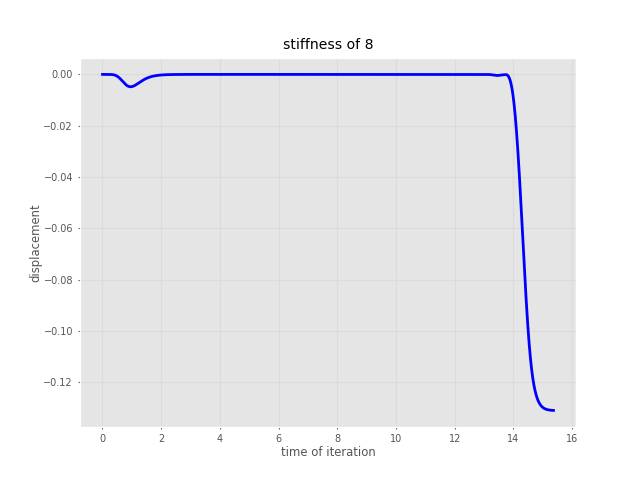 stiffness of 8
0.00
−0.02
−0.04
−0.06
−0.08
−0.10
−0.12
displacement
0 2 4 6 8 10 12 14 16
time of iteration